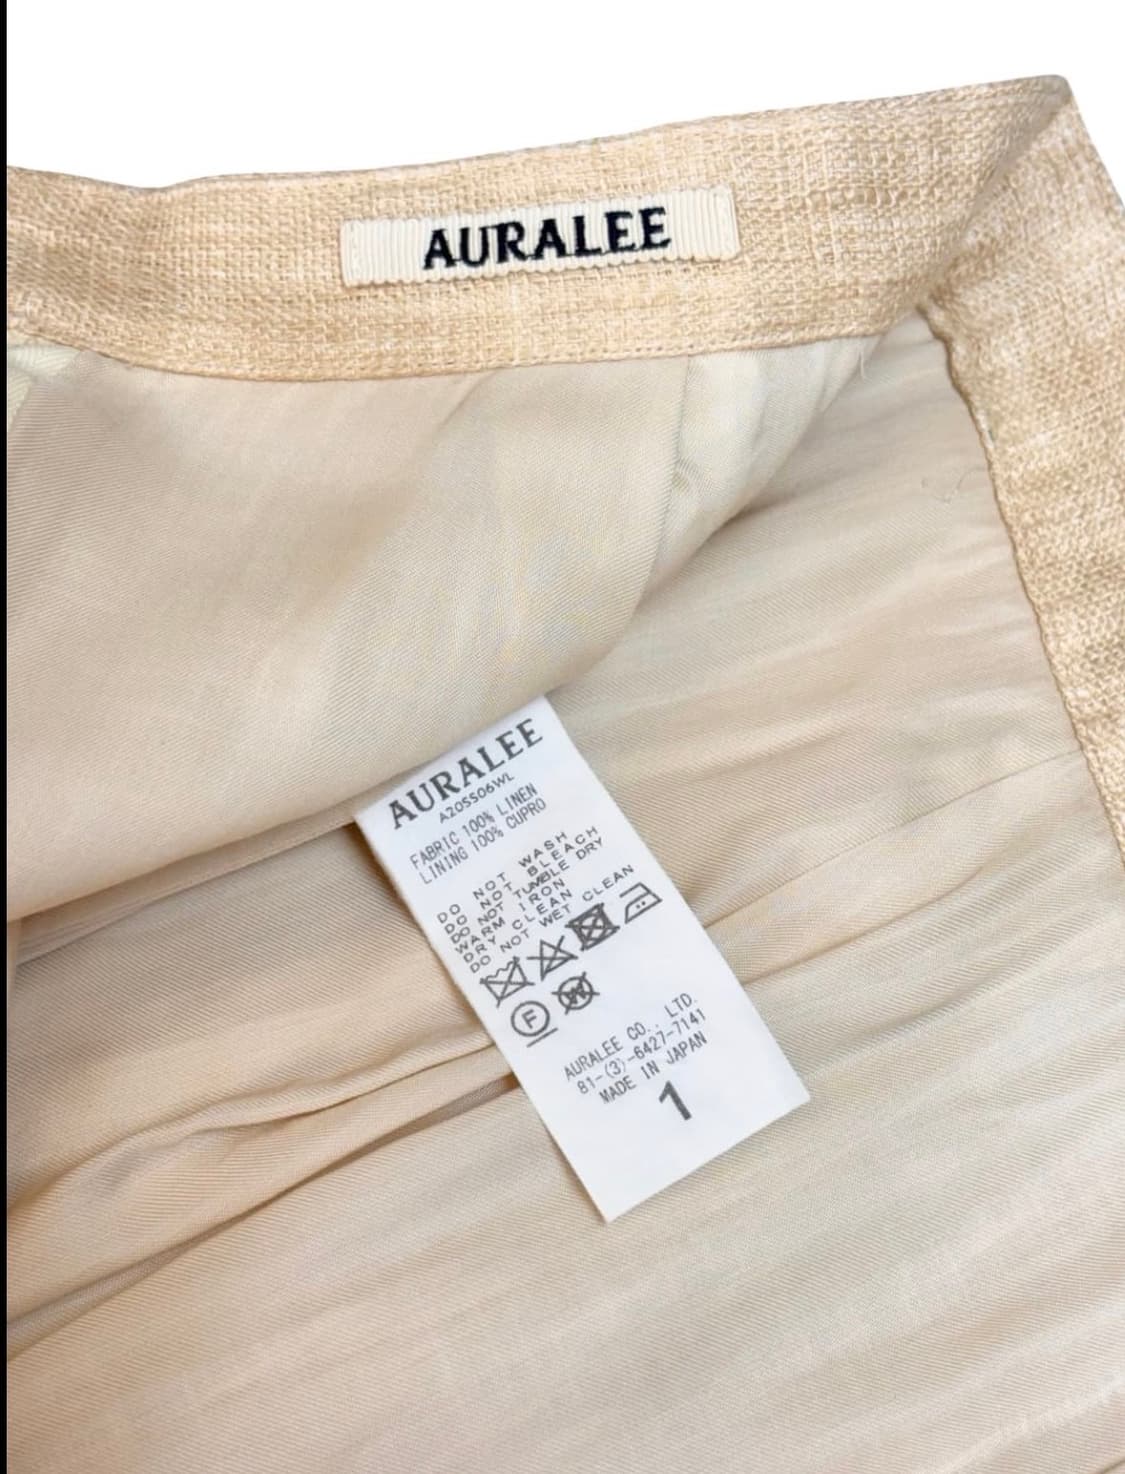 AURALEE
AURALEE
A20SS06WL
FABRIC 100% LINEN
LINING 100% CUPRO
DO NOT WASH
DO NOT BLEACH
DO NOT TUMBLE DRY
WARM IRON
DRY CLEAN
DO NOT WET CLEAN
F W
AURALEE CO., LTD.
81-(3)-6427-7141
MADE IN JAPAN
1